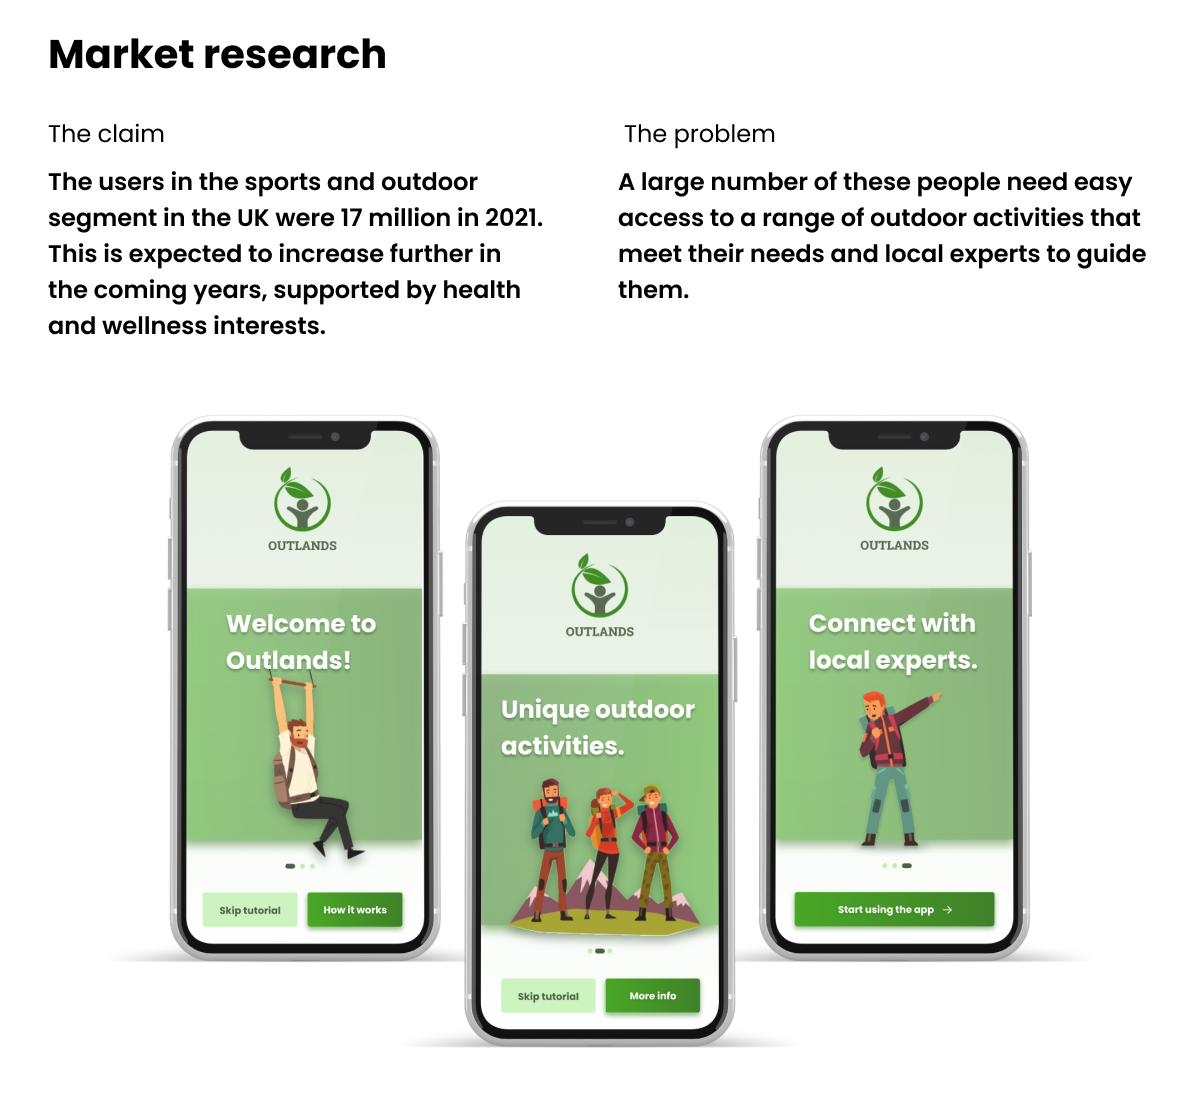 Market research
The claim
The users in the sports and outdoor
segment in the UK were 17 million in 2021.
This is expected to increase further in
the coming years, supported by health
and wellness interests.
The problem
A large number of these people need easy
access to a range of outdoor activities that
meet their needs and local experts to guide
them.
OUTLANDS
Welcome to
Outlands!
Skip tutorial
How it works
OUTLANDS
Unique outdoor
activities.
Skip tutorial
More info
OUTLANDS
Connect with
local experts.
Start using the app →